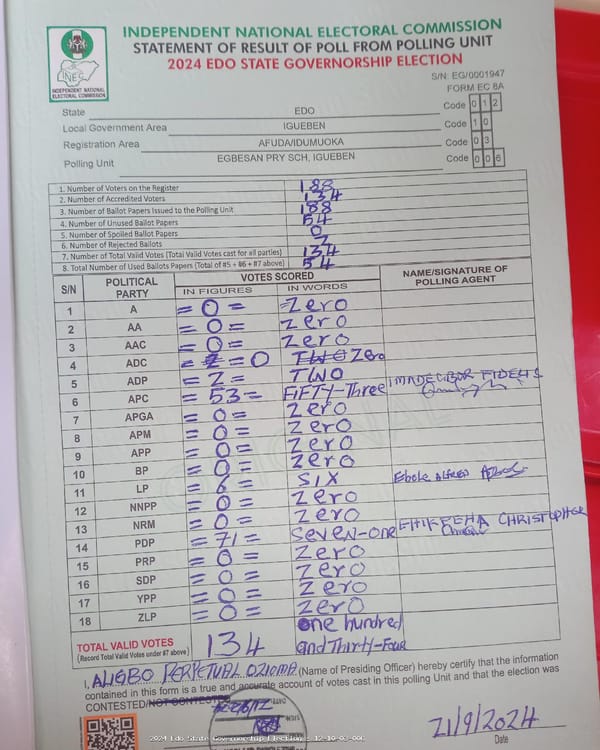 INDEPENDENT NATIONAL ELECTORAL COMMISSION
STATEMENT OF RESULT OF POLL FROM POLLING UNIT
2024 EDO STATE GOVERNORSHIP ELECTION
INEC
INDEPENDENT NATIONAL ELECTORAL COMMISSION
S/N: EG/0001947
FORM EC 8A
State EDO Code 0 1 2
Local Government Area IGUEBEN Code 1 0
Registration Area AFUDA/IDUMUOKA Code 0 3
Polling Unit EGBESAN PRY SCH, IGUEBEN Code 0 0 6
1. Number of Voters on the Register 188
2. Number of Accredited Voters 134
3. Number of Ballot Papers Issued to the Polling Unit 188
4. Number of Unused Ballot Papers 54
5. Number of Spoiled Ballot Papers 0
6. Number of Rejected Ballots
7. Number of Total Valid Votes (Total Valid Votes cast for all parties) 134
8. Total Number of Used Ballots Papers (Total of #5 + #6 + #7 above) 54
S/N POLITICAL PARTY VOTES SCORED NAME/SIGNATURE OF POLLING AGENT
IN FIGURES IN WORDS
1 A = 0 = Zero
2 AA = 0 = Zero
3 AAC = 0 = Zero
4 ADC = 2 = 0 TWO Zero
5 ADP = 2 = TWO
6 APC = 53 = FIFTY-Three FIDELIS
7 APGA = 0 = Zero
8 APM = 0 = Zero
9 APP = 0 = Zero
10 BP = 0 = Zero
11 LP = 6 = SIX Ebole Alfred
12 NNPP = 0 = Zero
13 NRM = 0 = Zero
14 PDP = 71 = SEVEN-One CHRISTOPHER
15 PRP = 0 = Zero
16 SDP = 0 = Zero
17 YPP = 0 = Zero
18 ZLP = 0 = Zero
TOTAL VALID VOTES 134 One hundred
(Record Total Valid Votes under #7 above) and Thirty-Four
I, ALIGBO PERPETUAL OZIOMA (Name of Presiding Officer) hereby certify that the information
contained in this form is a true and accurate account of votes cast in this polling unit and that the election was
CONTESTED/NOT CONTESTED
21/9/2024
Date
2024 Edo State Governorship Election - 12-10-03-006